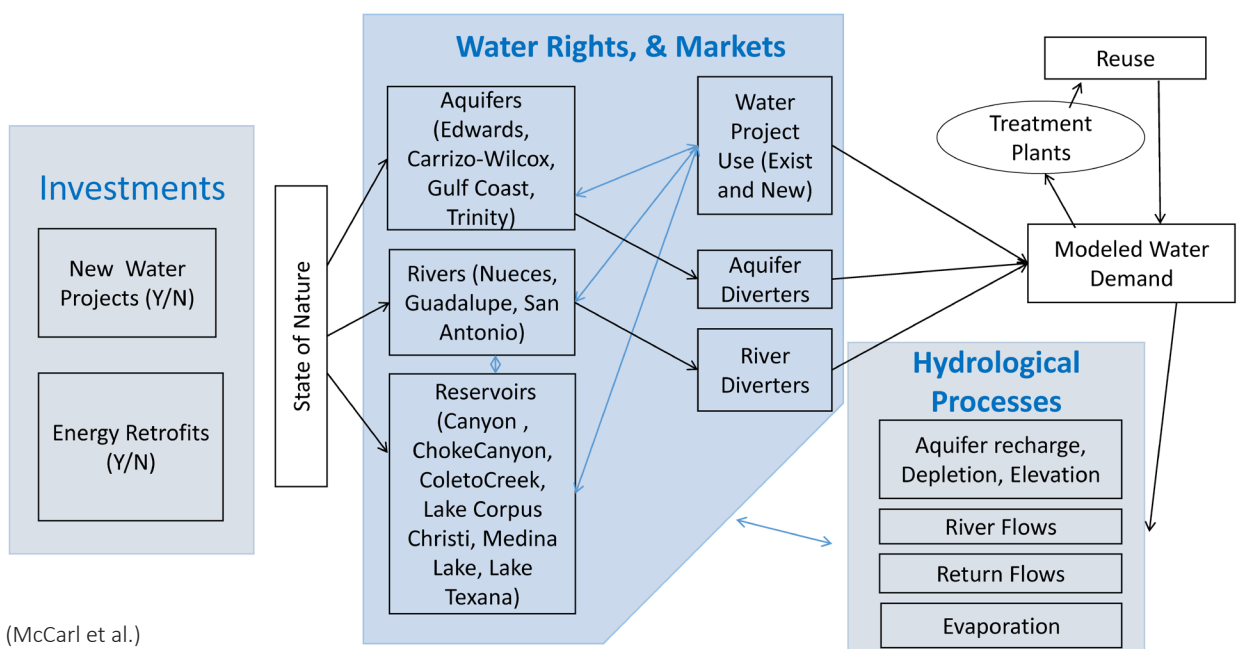 Investments
New Water
Projects (Y/N)
Energy Retrofits
(Y/N)
State of Nature
Water Rights, & Markets
Aquifers
(Edwards,
Carrizo-Wilcox,
Gulf Coast,
Trinity)
Rivers (Nueces,
Guadalupe, San
Antonio)
Reservoirs
(Canyon ,
ChokeCanyon,
ColetoCreek,
Lake Corpus
Christi, Medina
Lake, Lake
Texana)
Water
Project
Use (Exist
and New)
Aquifer
Diverters
River
Diverters
Reuse
Treatment
Plants
Modeled Water
Demand
Hydrological
Processes
Aquifer recharge,
Depletion, Elevation
River Flows
Return Flows
Evaporation
(McCarl et al.)